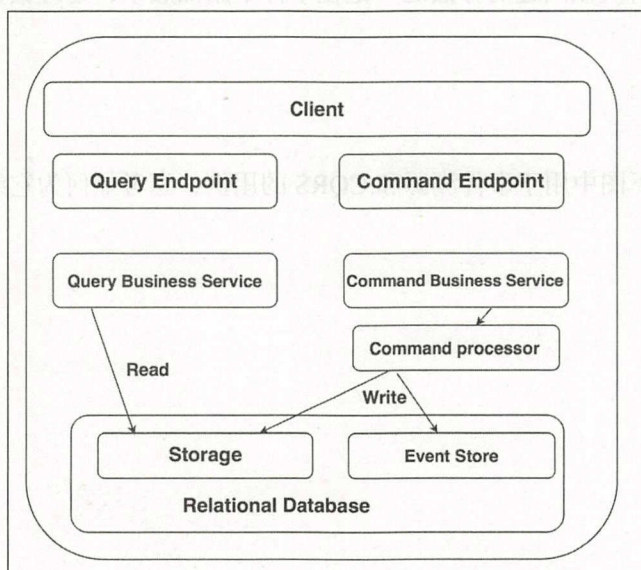 Client
Query Endpoint
Command Endpoint
Query Business Service
Command Business Service
Command processor
Read
Write
Storage
Event Store
Relational Database